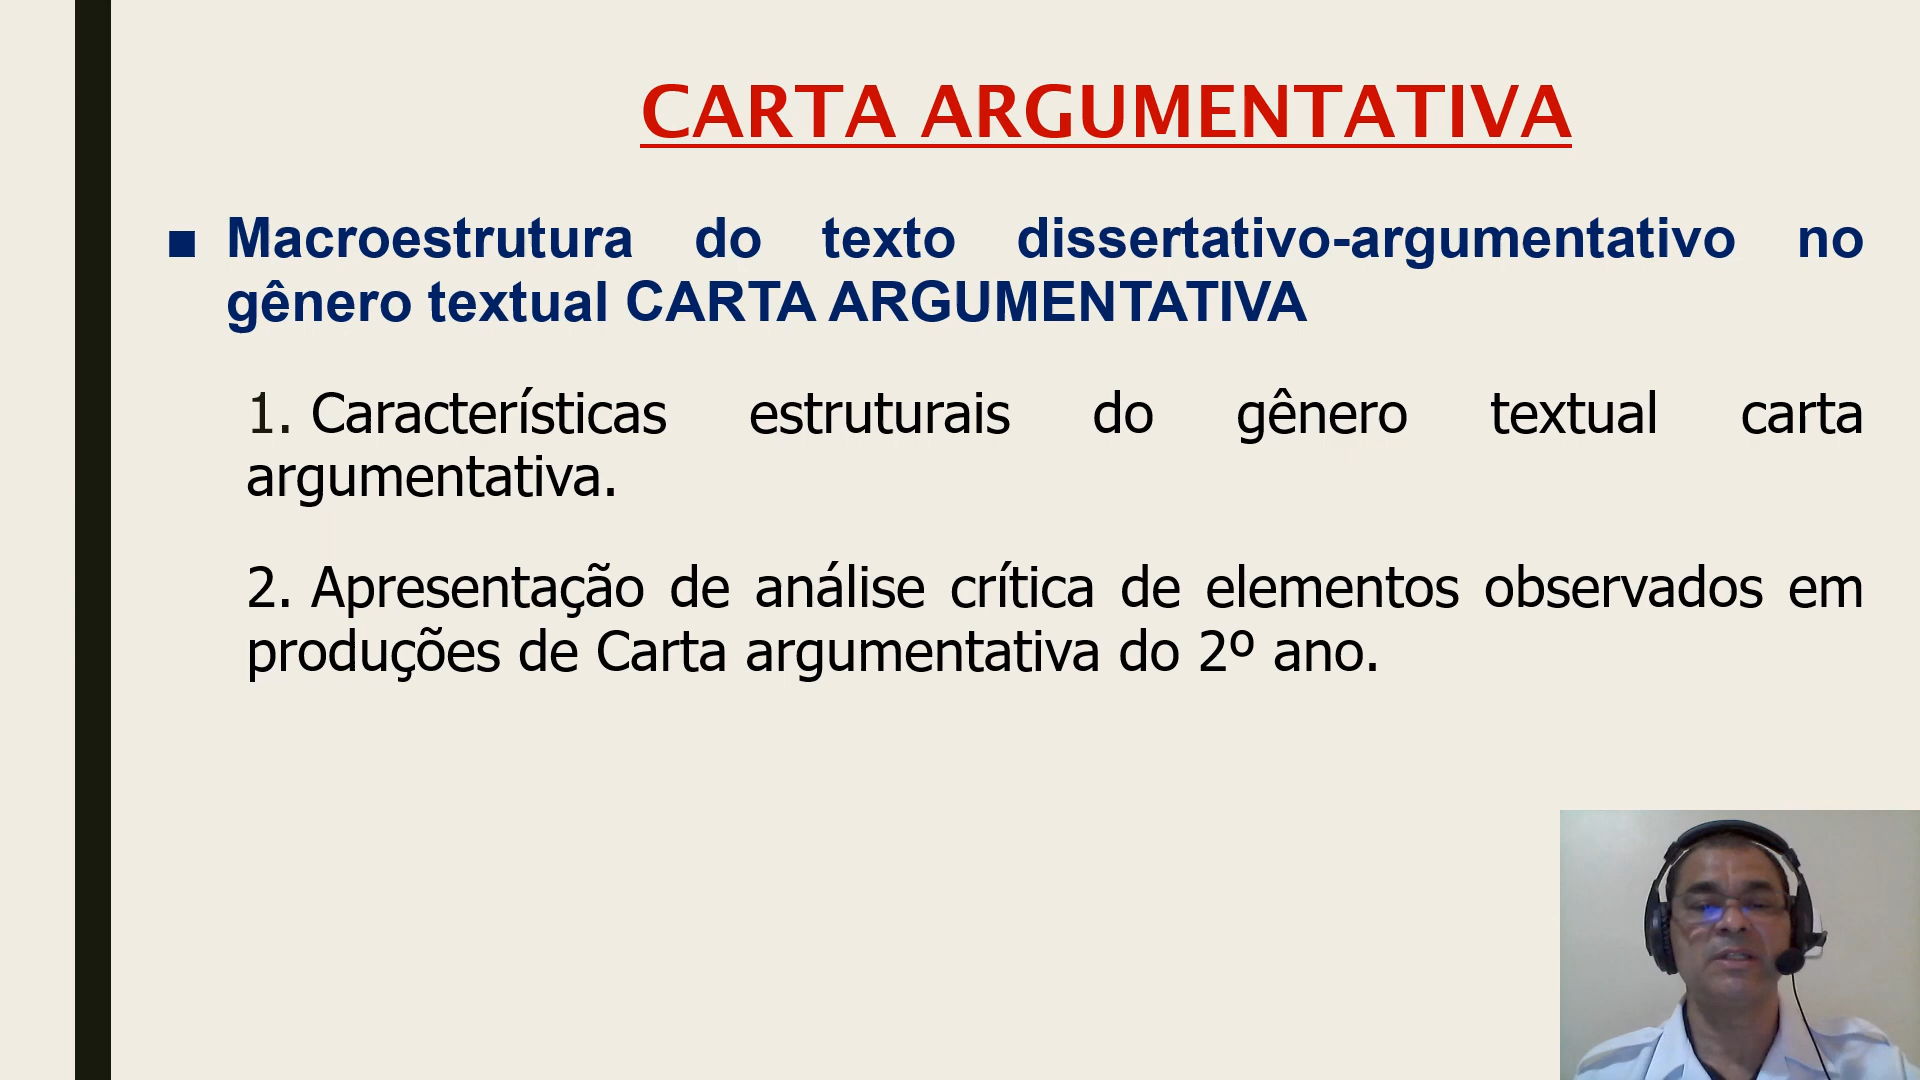 CARTA ARGUMENTATIVA
■ Macroestrutura do texto dissertativo-argumentativo no
gênero textual CARTA ARGUMENTATIVA
1. Características estruturais do gênero textual carta
argumentativa.
2. Apresentação de análise crítica de elementos observados em
produções de Carta argumentativa do 2º ano.